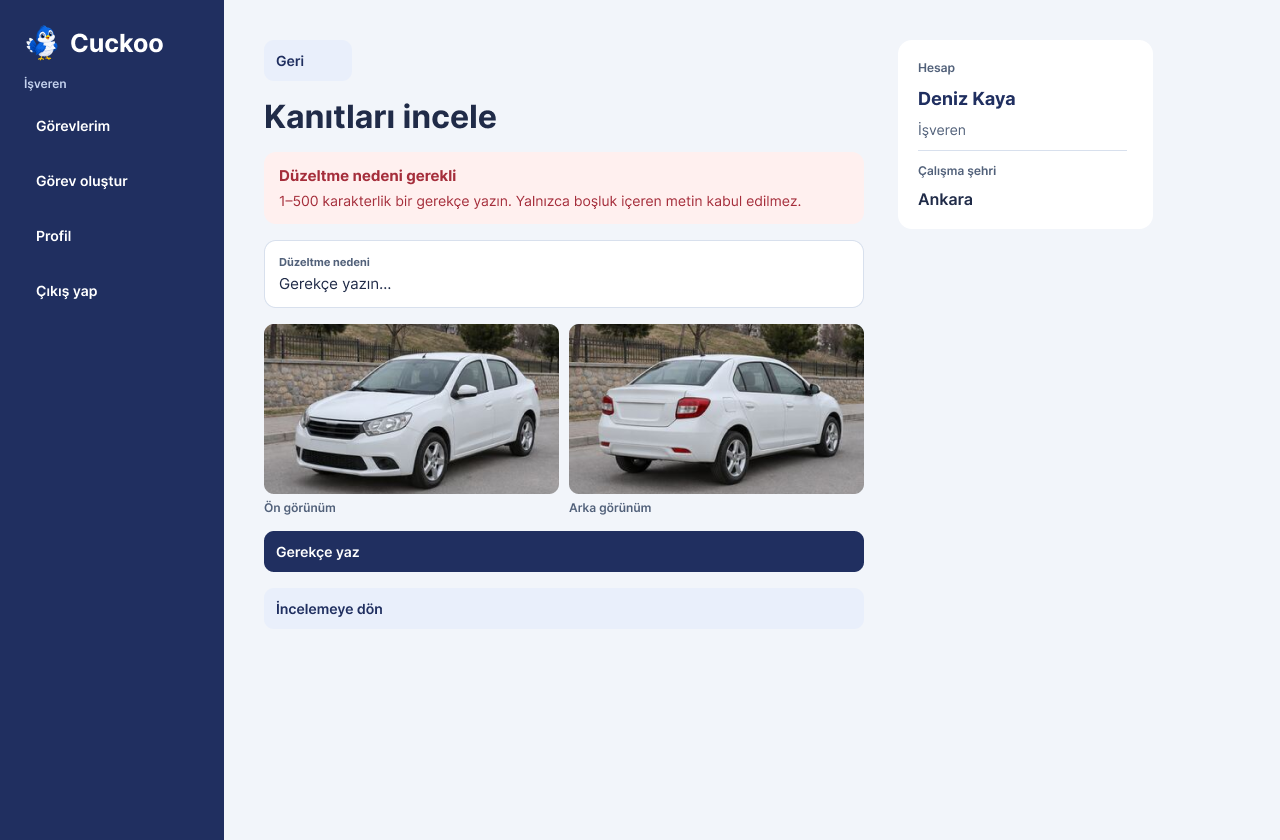 Cuckoo
İşveren
Görevlerim
Görev oluştur
Profil
Çıkış yap
Geri
Kanıtları incele
Düzeltme nedeni gerekli
1–500 karakterlik bir gerekçe yazın. Yalnızca boşluk içeren metin kabul edilmez.
Düzeltme nedeni
Gerekçe yazın...
Ön görünüm
Arka görünüm
Gerekçe yaz
İncelemeye dön
Hesap
Deniz Kaya
İşveren
Çalışma şehri
Ankara